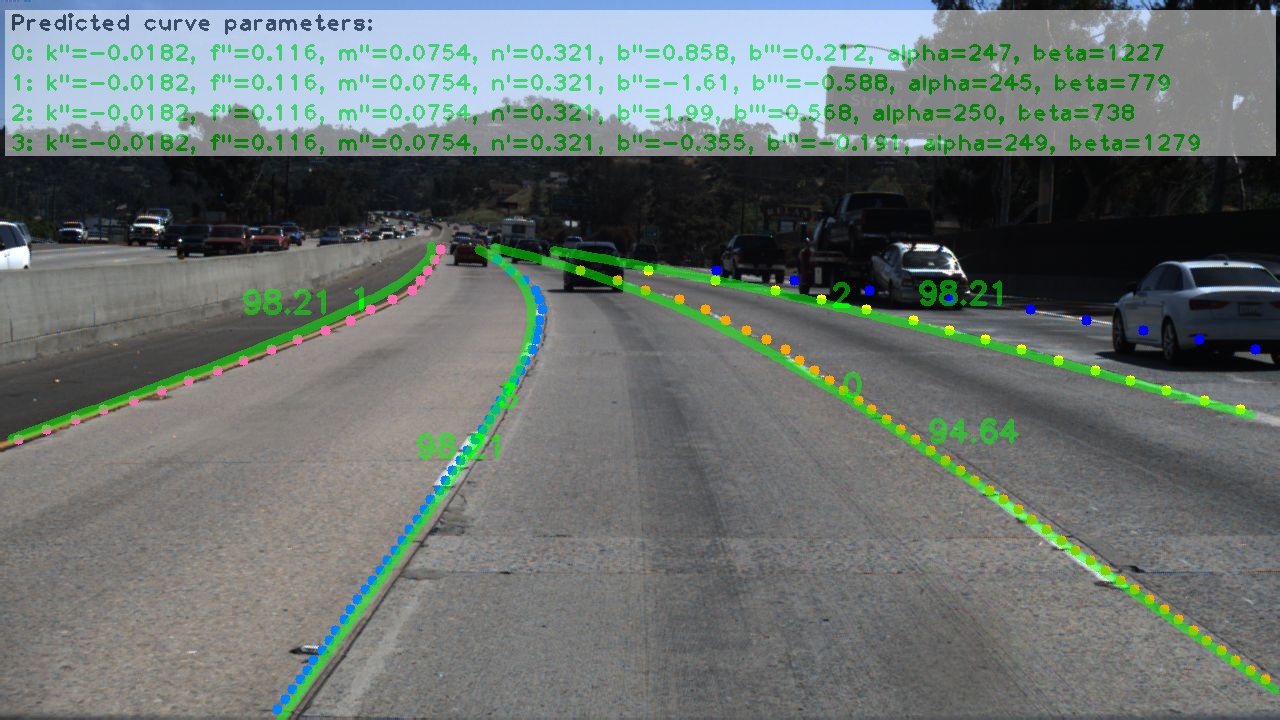 Predicted curve parameters:
0: k''=-0.0182, f''=0.116, m''=0.0754, n'=0.321, b''=0.858, b'''=0.212, alpha=247, beta=1227
1: k''=-0.0182, f''=0.116, m''=0.0754, n'=0.321, b''=-1.61, b'''=-0.588, alpha=245, beta=779
2: k''=-0.0182, f''=0.116, m''=0.0754, n'=0.321, b''=1.99, b'''=0.568, alpha=250, beta=738
3: k''=-0.0182, f''=0.116, m''=0.0754, n'=0.321, b''=-0.355, b'''=-0.191, alpha=249, beta=1279
98.21 1
2 98.21
0
94.64
98.21